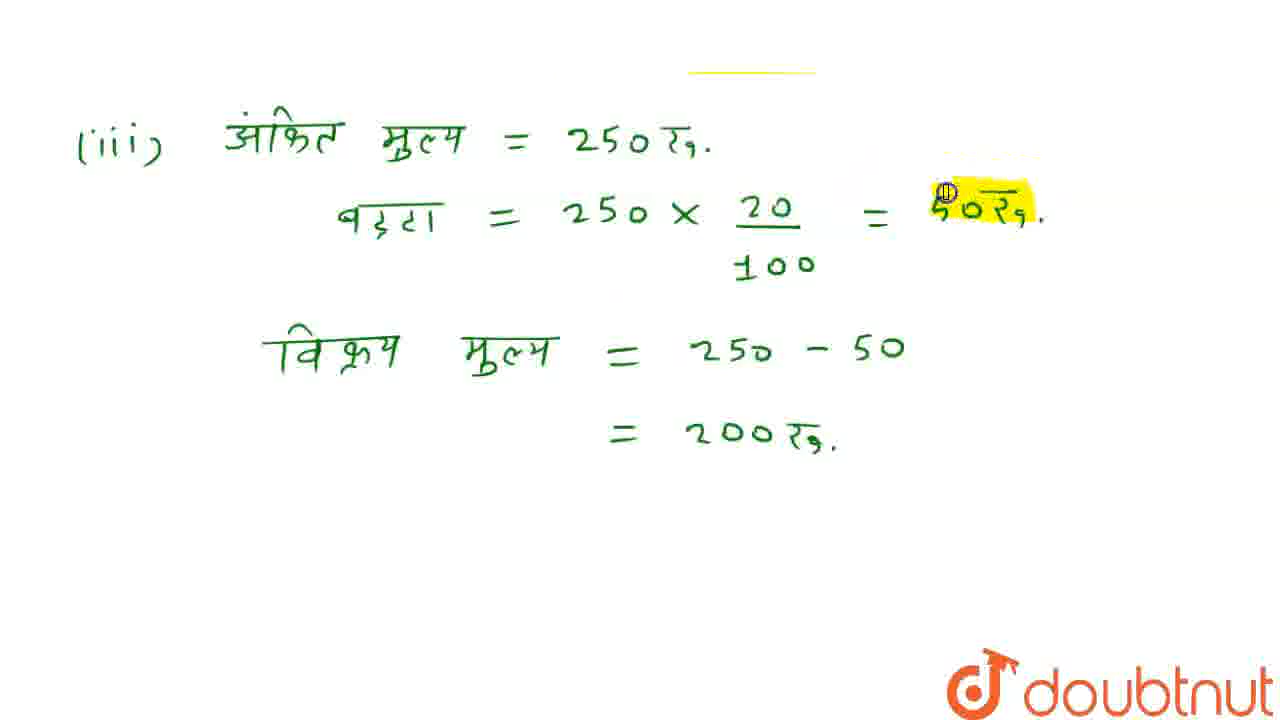 (iii) अंकित मुल्य = 250 रु.
बट्टा = 250 × 20/100 = 50 रु.
विक्रय मुल्य = 250 - 50
= 200 रु.
doubtnut